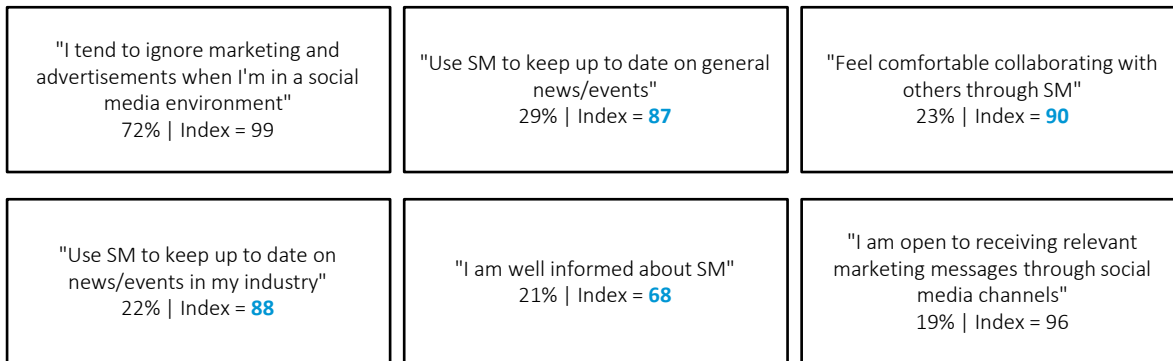 "I tend to ignore marketing and
advertisements when I'm in a social
media environment"
72% | Index = 99
"Use SM to keep up to date on general
news/events"
29% | Index = 87
"Feel comfortable collaborating with
others through SM"
23% | Index = 90
"Use SM to keep up to date on
news/events in my industry"
22% | Index = 88
"I am well informed about SM"
21% | Index = 68
"I am open to receiving relevant
marketing messages through social
media channels"
19% | Index = 96